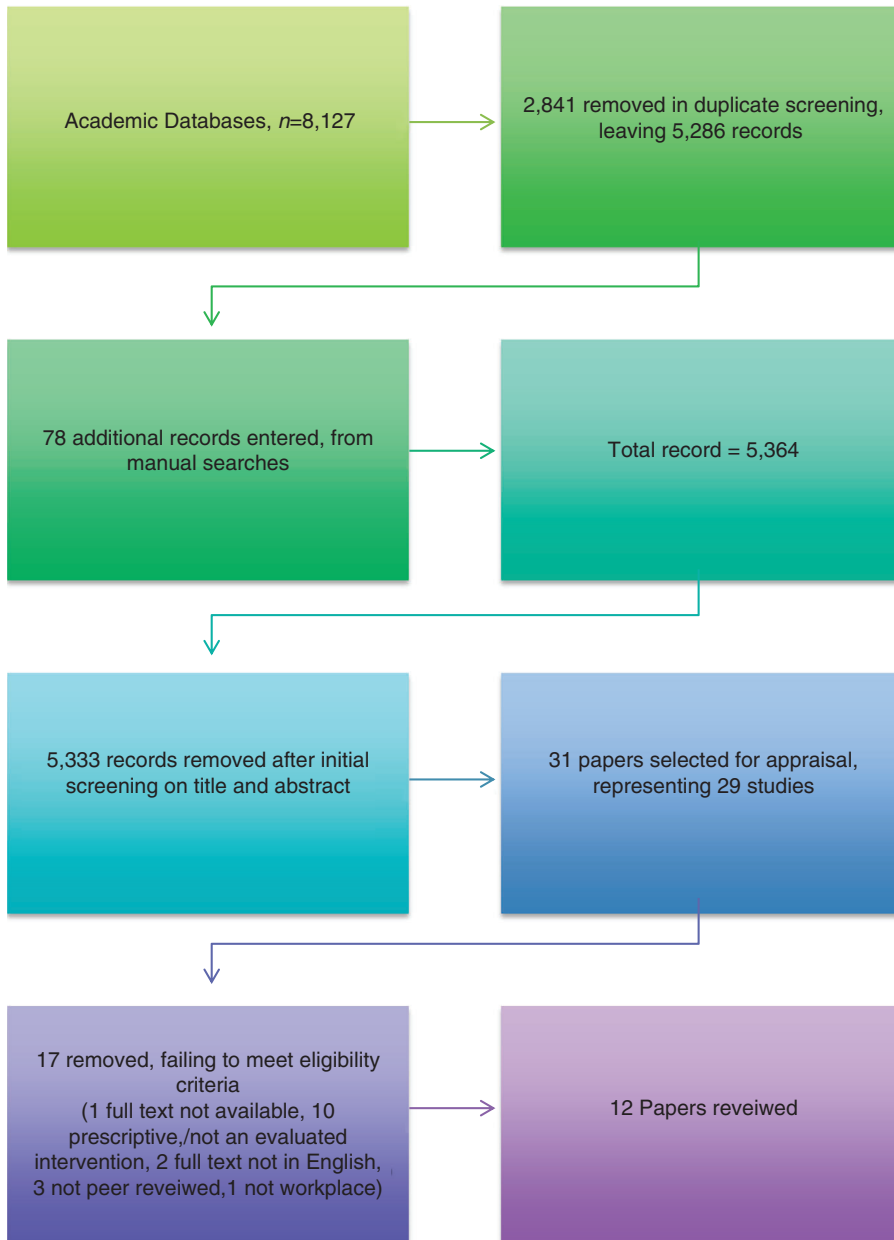 Academic Databases, n=8,127
2,841 removed in duplicate screening,
leaving 5,286 records
78 additional records entered, from
manual searches
Total record = 5,364
5,333 records removed after initial
screening on title and abstract
31 papers selected for appraisal,
representing 29 studies
17 removed, failing to meet eligibility
criteria
(1 full text not available, 10
prescriptive,/not an evaluated
intervention, 2 full text not in English,
3 not peer reveiwed,1 not workplace)
12 Papers reveiwed